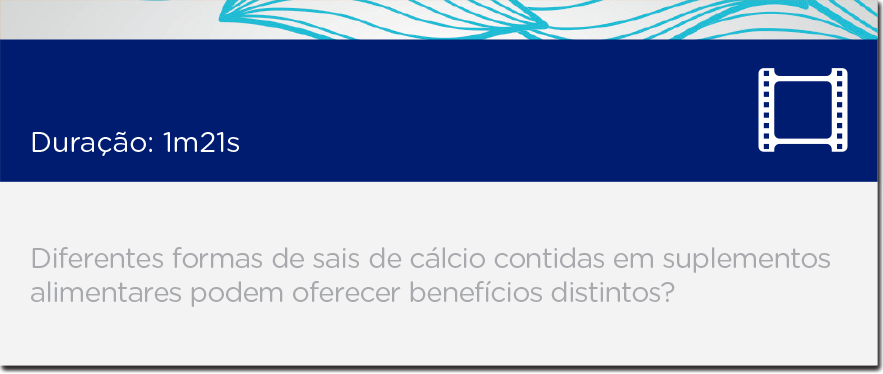 Duração: 1m21s
Diferentes formas de sais de cálcio contidas em suplementos
alimentares podem oferecer benefícios distintos?